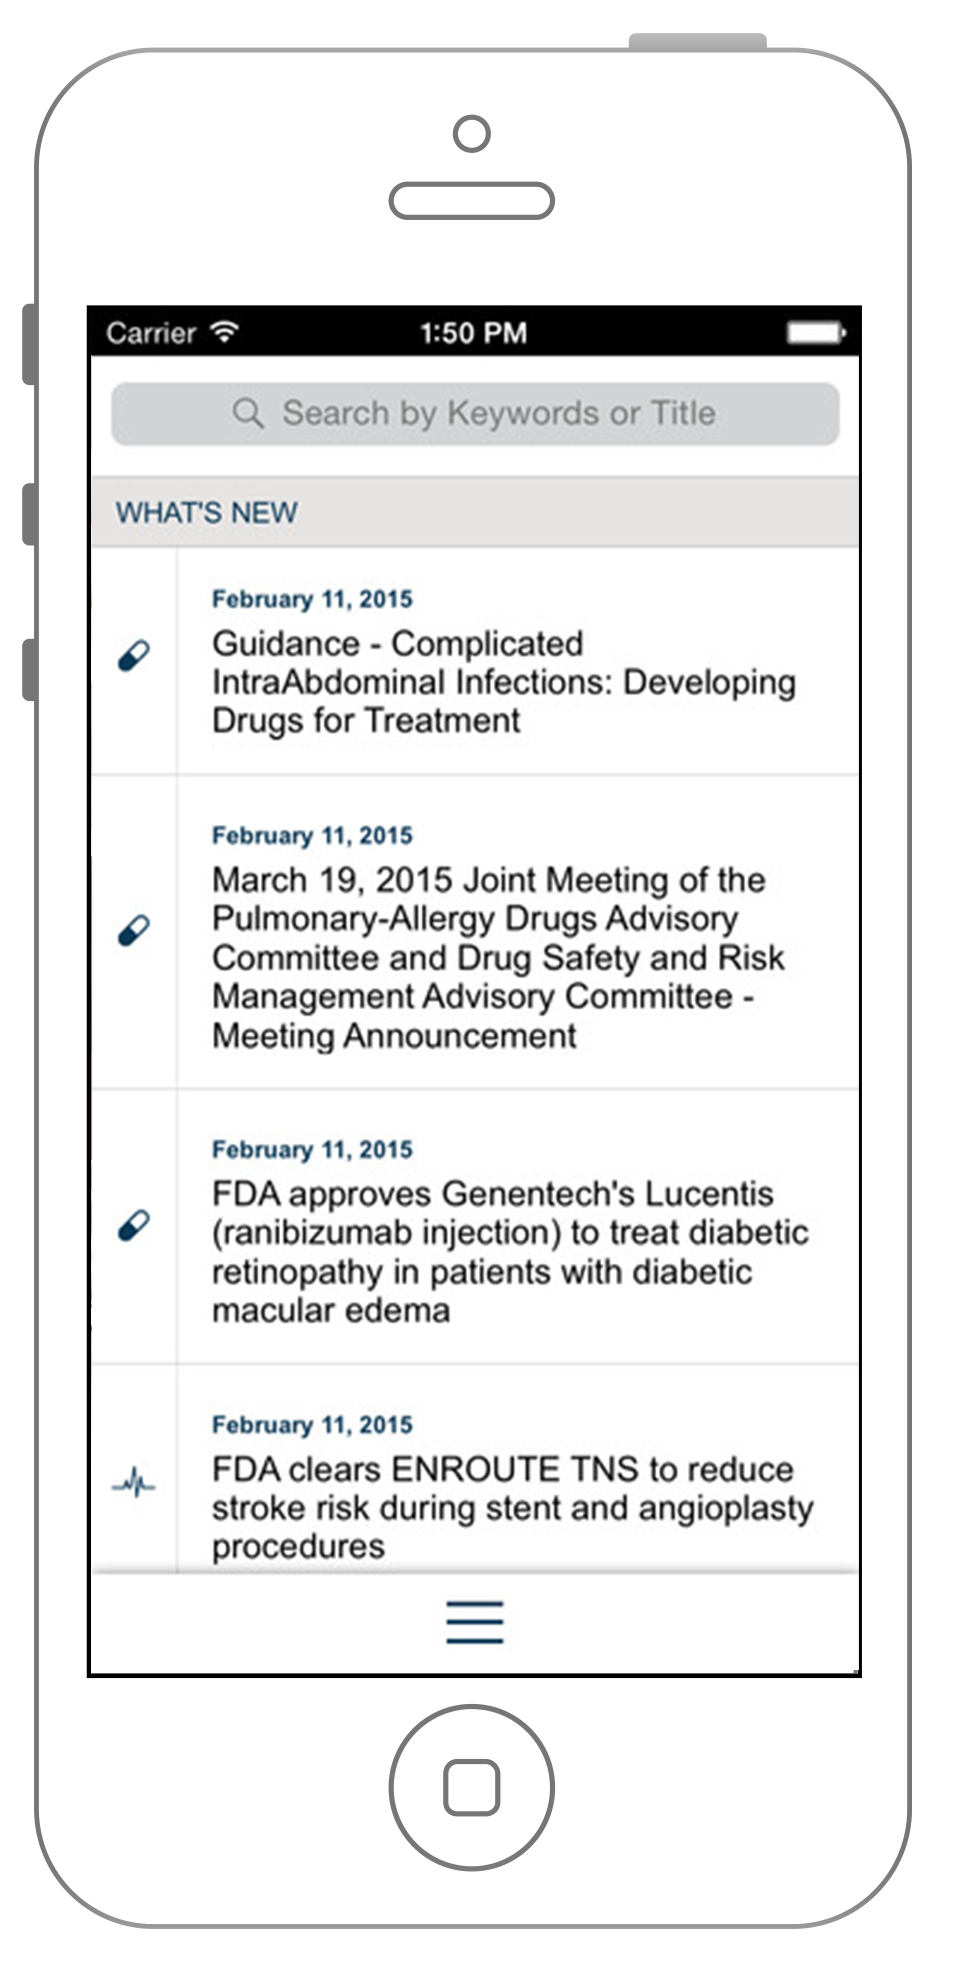 Carrier
1:50 PM
Search by Keywords or Title
WHAT'S NEW
February 11, 2015
Guidance - Complicated
IntraAbdominal Infections: Developing
Drugs for Treatment
February 11, 2015
March 19, 2015 Joint Meeting of the
Pulmonary-Allergy Drugs Advisory
Committee and Drug Safety and Risk
Management Advisory Committee -
Meeting Announcement
February 11, 2015
FDA approves Genentech's Lucentis
(ranibizumab injection) to treat diabetic
retinopathy in patients with diabetic
macular edema
February 11, 2015
FDA clears ENROUTE TNS to reduce
stroke risk during stent and angioplasty
procedures